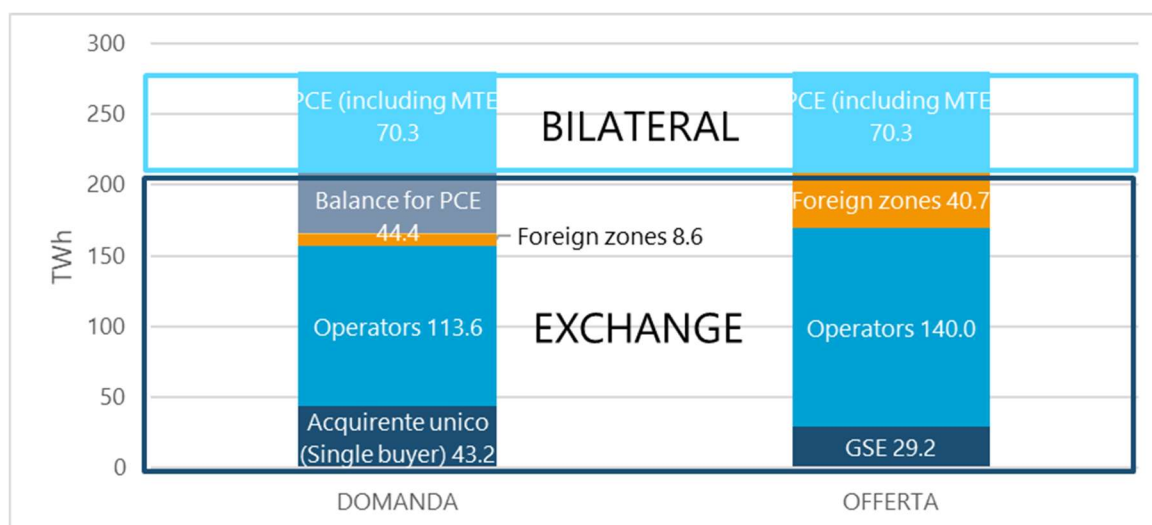 300
250
200
150
100
50
0
TWh
PCE (including MTE
70.3
Balance for PCE
44.4
Foreign zones 8.6
Operators 113.6
Acquirente unico
(Single buyer) 43.2
BILATERAL
EXCHANGE
PCE (including MTE
70.3
Foreign zones 40.7
Operators 140.0
GSE 29.2
DOMANDA
OFFERTA